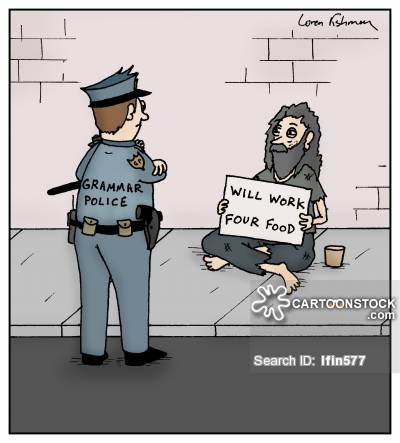 Loren Fishman
GRAMMAR
POLICE
WILL WORK
FOUR FOOD
CARTOONSTOCK
.com
Search ID: lfin577